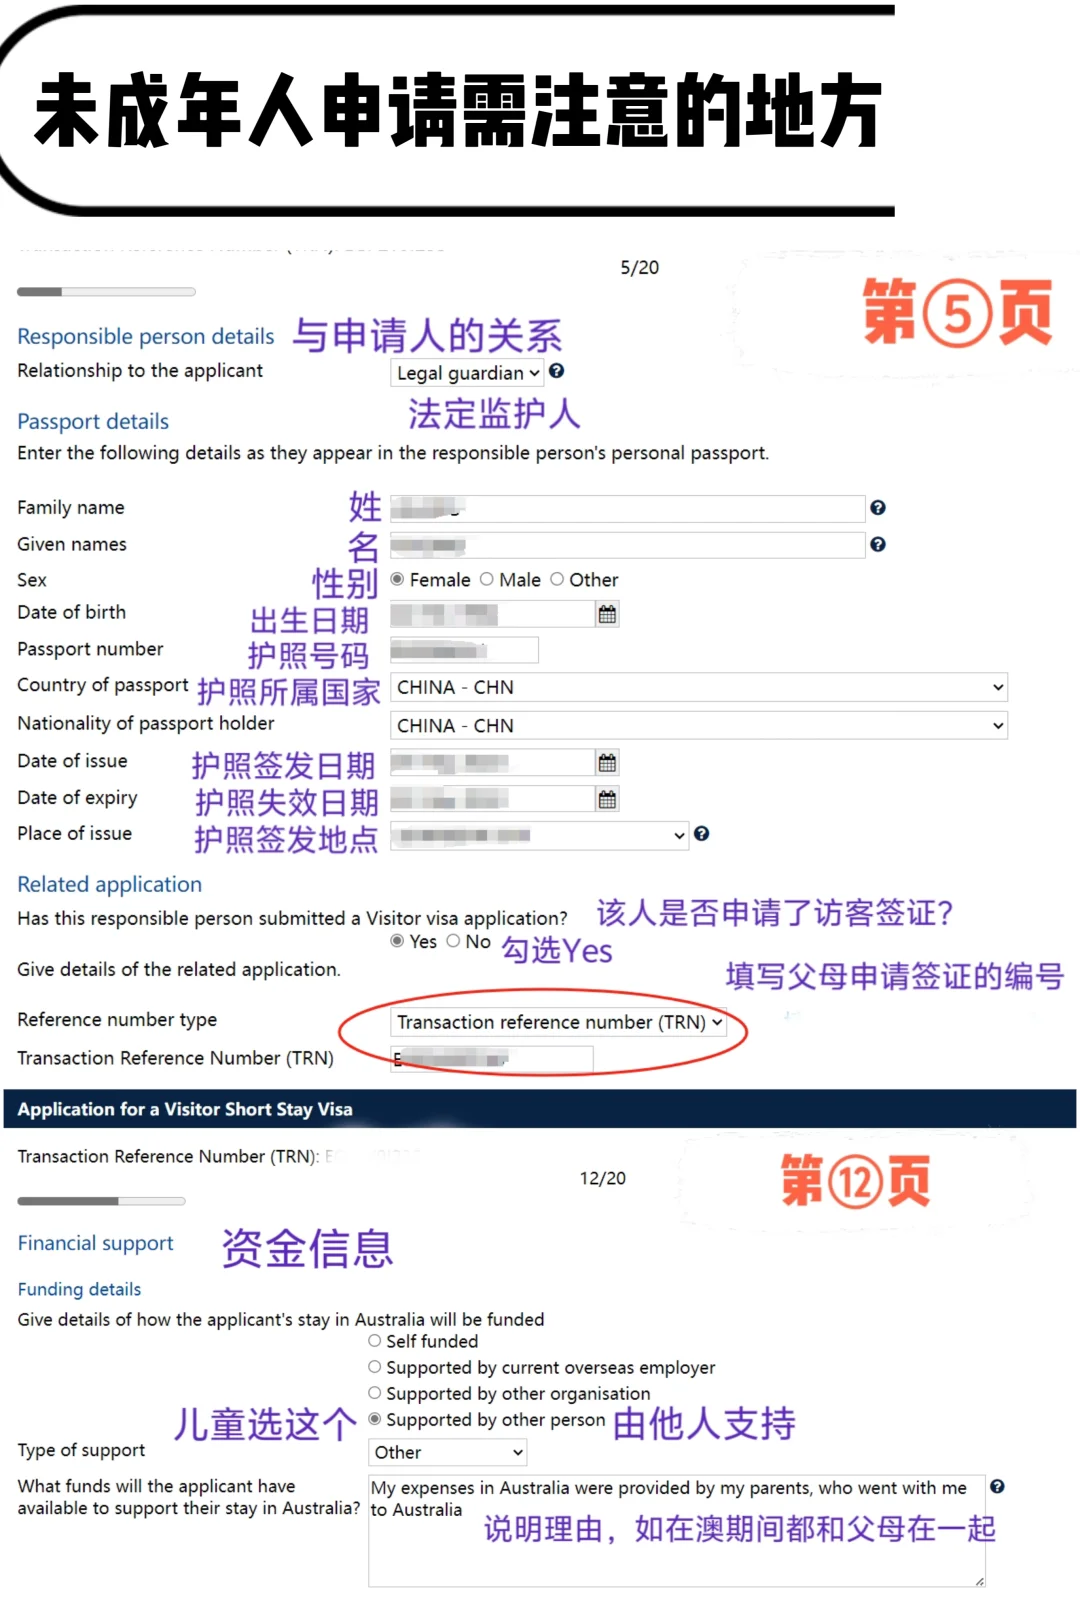 未成年人申请需注意的地方
5/20
第⑤页
Responsible person details 与申请人的关系
Relationship to the applicant Legal guardian
法定监护人
Passport details
Enter the following details as they appear in the responsible person's personal passport.
Family name 姓
Given names 名
Sex 性别 Female Male Other
Date of birth 出生日期
Passport number 护照号码
Country of passport 护照所属国家 CHINA - CHN
Nationality of passport holder CHINA - CHN
Date of issue 护照签发日期
Date of expiry 护照失效日期
Place of issue 护照签发地点
Related application
Has this responsible person submitted a Visitor visa application? 该人是否申请了访客签证?
Yes No 勾选Yes
Give details of the related application. 填写父母申请签证的编号
Reference number type Transaction reference number (TRN)
Transaction Reference Number (TRN)
Application for a Visitor Short Stay Visa
Transaction Reference Number (TRN):
12/20
第⑫页
Financial support 资金信息
Funding details
Give details of how the applicant's stay in Australia will be funded
Self funded
Supported by current overseas employer
Supported by other organisation
儿童选这个 Supported by other person 由他人支持
Type of support Other
What funds will the applicant have available to support their stay in Australia?
My expenses in Australia were provided by my parents, who went with me
to Australia
说明理由，如在澳期间都和父母在一起